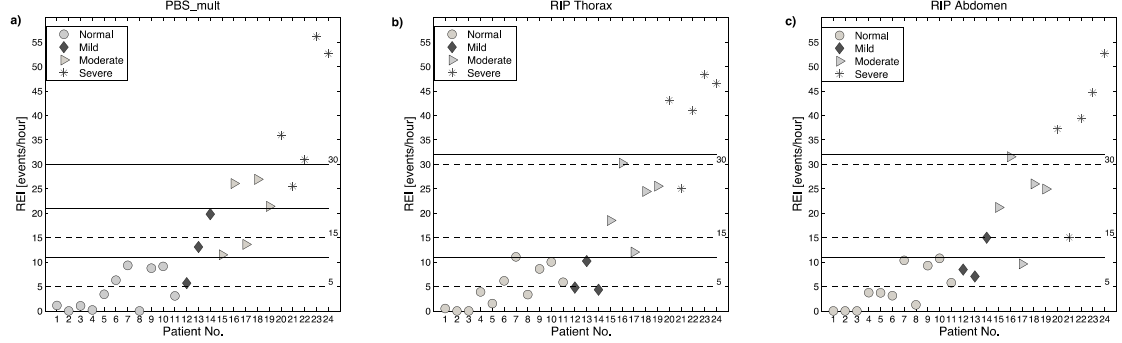 a)
PBS_mult
Normal
Mild
Moderate
Severe
REI [events/hour]
55
50
45
40
35
30
25
20
15
10
5
0
30
15
5
1 2 3 4 5 6 7 8 9 10 11 12 13 14 15 16 17 18 19 20 21 22 23 24
Patient No.
b)
RIP Thorax
Normal
Mild
Moderate
Severe
REI [events/hour]
55
50
45
40
35
30
25
20
15
10
5
0
30
15
5
1 2 3 4 5 6 7 8 9 10 11 12 13 14 15 16 17 18 19 20 21 22 23 24
Patient No.
c)
RIP Abdomen
Normal
Mild
Moderate
Severe
REI [events/hour]
55
50
45
40
35
30
25
20
15
10
5
0
30
15
5
1 2 3 4 5 6 7 8 9 10 11 12 13 14 15 16 17 18 19 20 21 22 23 24
Patient No.